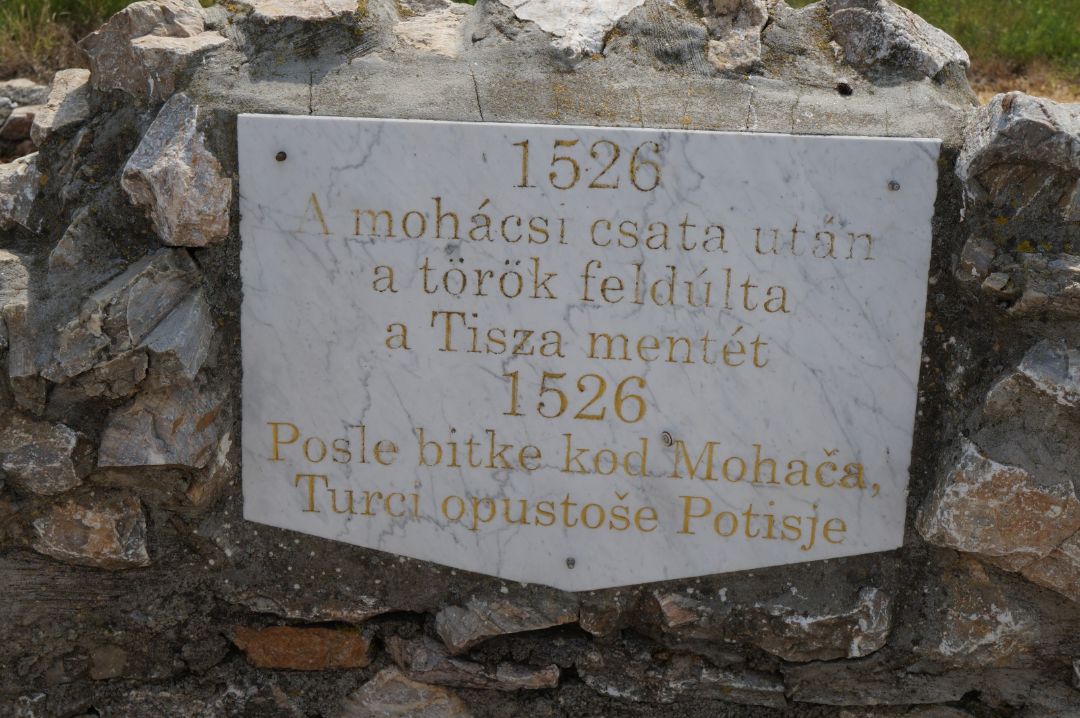 1526
A mohácsi csata után
a török feldúlta
a Tisza mentét
1526
Posle bitke kod Mohača,
Turci opustoše Potisje